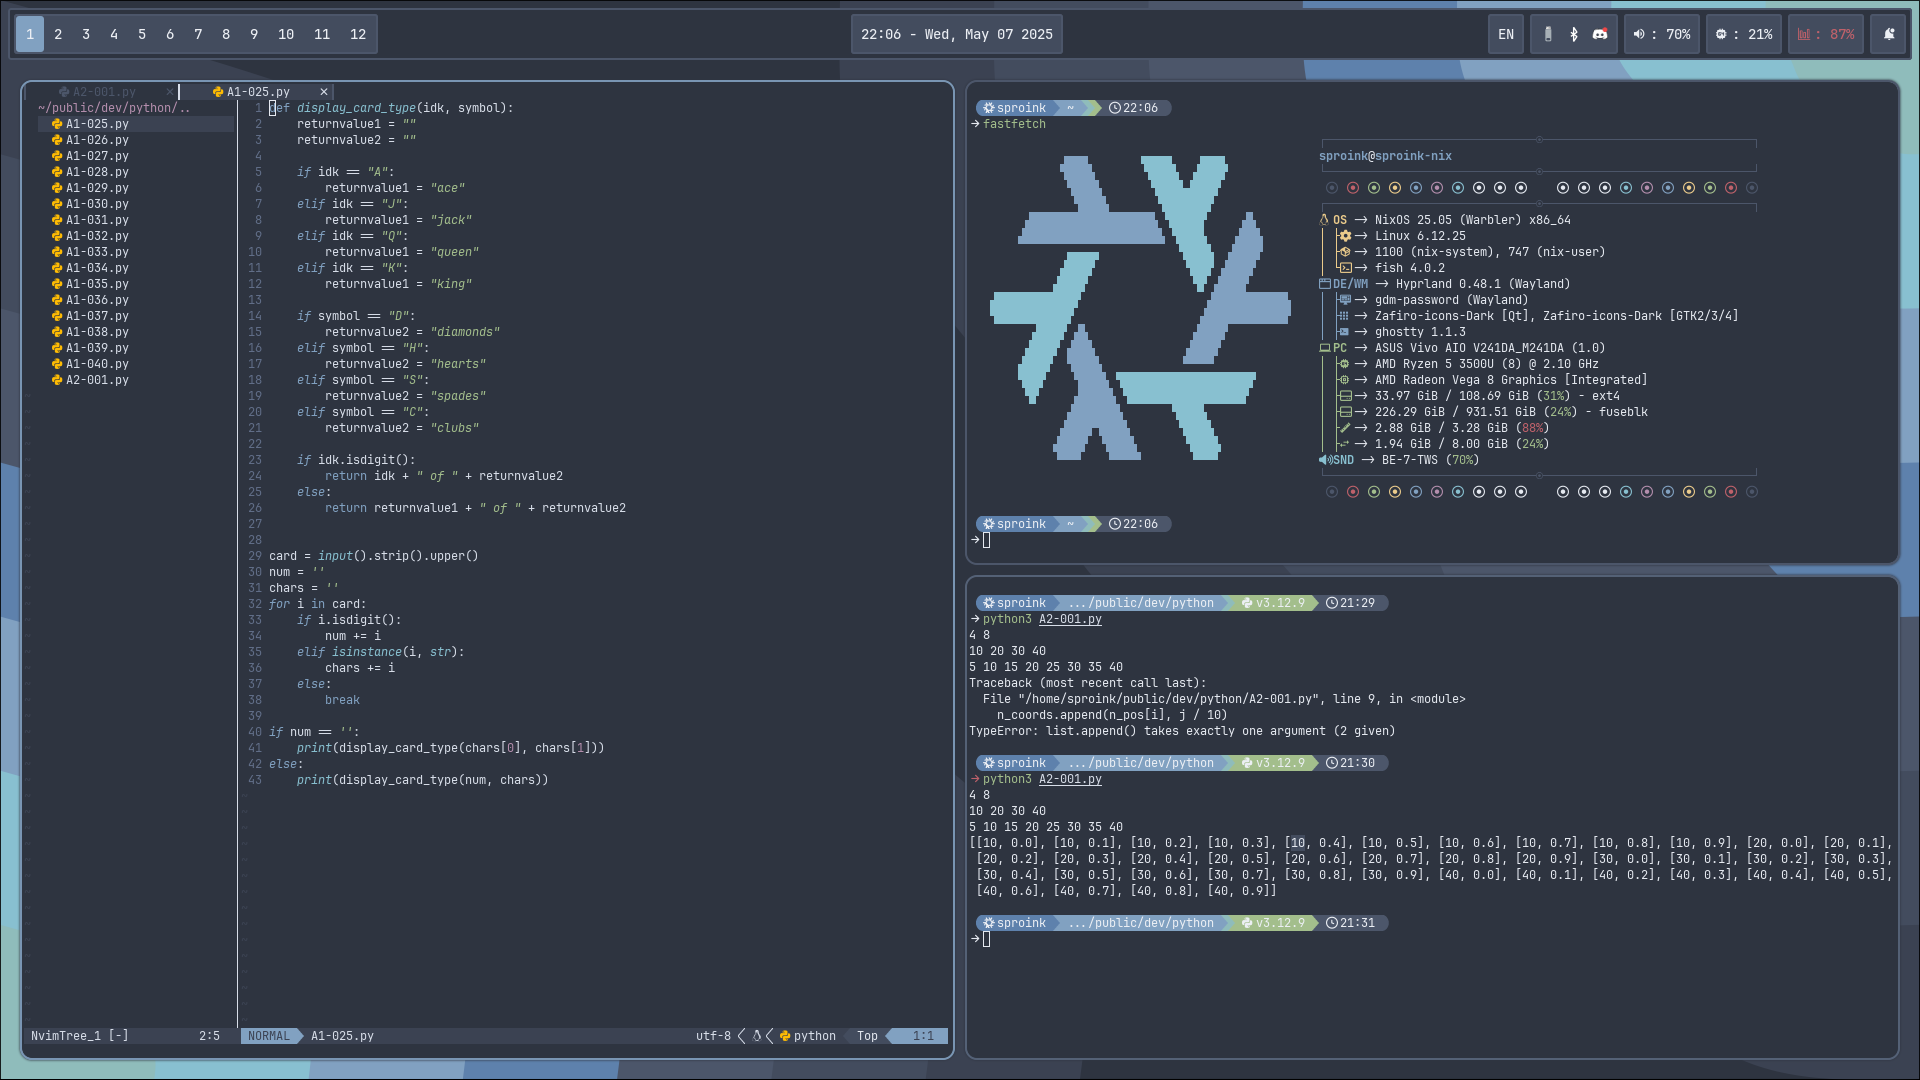 1 2 3 4 5 6 7 8 9 10 11 12
22:06 - Wed, May 07 2025
EN
: 70%
: 21%
: 87%
A2-001.py ×
A1-025.py ×
~/public/dev/python/..
A1-025.py
A1-026.py
A1-027.py
A1-028.py
A1-029.py
A1-030.py
A1-031.py
A1-032.py
A1-033.py
A1-034.py
A1-035.py
A1-036.py
A1-037.py
A1-038.py
A1-039.py
A1-040.py
A2-001.py
1 def display_card_type(idk, symbol):
2     returnvalue1 = ""
3     returnvalue2 = ""
4
5     if idk == "A":
6         returnvalue1 = "ace"
7     elif idk == "J":
8         returnvalue1 = "jack"
9     elif idk == "Q":
10         returnvalue1 = "queen"
11     elif idk == "K":
12         returnvalue1 = "king"
13
14     if symbol == "D":
15         returnvalue2 = "diamonds"
16     elif symbol == "H":
17         returnvalue2 = "hearts"
18     elif symbol == "S":
19         returnvalue2 = "spades"
20     elif symbol == "C":
21         returnvalue2 = "clubs"
22
23     if idk.isdigit():
24         return idk + " of " + returnvalue2
25     else:
26         return returnvalue1 + " of " + returnvalue2
27
28
29 card = input().strip().upper()
30 num = ''
31 chars = ''
32 for i in card:
33     if i.isdigit():
34         num += i
35     elif isinstance(i, str):
36         chars += i
37     else:
38         break
39
40 if num == '':
41     print(display_card_type(chars[0], chars[1]))
42 else:
43     print(display_card_type(num, chars))
NvimTree_1 [-] 2:5
NORMAL A1-025.py utf-8 python Top 1:1
sproink ~ 22:06
→ fastfetch
sproink@sproink-nix
OS → NixOS 25.05 (Warbler) x86_64
→ Linux 6.12.25
→ 1100 (nix-system), 747 (nix-user)
→ fish 4.0.2
DE/WM → Hyprland 0.48.1 (Wayland)
→ gdm-password (Wayland)
→ Zafiro-icons-Dark [Qt], Zafiro-icons-Dark [GTK2/3/4]
→ ghostty 1.1.3
PC → ASUS Vivo AIO V241DA_M241DA (1.0)
→ AMD Ryzen 5 3500U (8) @ 2.10 GHz
→ AMD Radeon Vega 8 Graphics [Integrated]
→ 33.97 GiB / 108.69 GiB (31%) - ext4
→ 226.29 GiB / 931.51 GiB (24%) - fuseblk
→ 2.88 GiB / 3.28 GiB (88%)
→ 1.94 GiB / 8.00 GiB (24%)
SND → BE-7-TWS (70%)
sproink ~ 22:06
→
sproink .../public/dev/python v3.12.9 21:29
→ python3 A2-001.py
4 8
10 20 30 40
5 10 15 20 25 30 35 40
Traceback (most recent call last):
  File "/home/sproink/public/dev/python/A2-001.py", line 9, in <module>
    n_coords.append(n_pos[i], j / 10)
TypeError: list.append() takes exactly one argument (2 given)
sproink .../public/dev/python v3.12.9 21:30
→ python3 A2-001.py
4 8
10 20 30 40
5 10 15 20 25 30 35 40
[[10, 0.0], [10, 0.1], [10, 0.2], [10, 0.3], [10, 0.4], [10, 0.5], [10, 0.6], [10, 0.7], [10, 0.8], [10, 0.9], [20, 0.0], [20, 0.1],
 [20, 0.2], [20, 0.3], [20, 0.4], [20, 0.5], [20, 0.6], [20, 0.7], [20, 0.8], [20, 0.9], [30, 0.0], [30, 0.1], [30, 0.2], [30, 0.3],
 [30, 0.4], [30, 0.5], [30, 0.6], [30, 0.7], [30, 0.8], [30, 0.9], [40, 0.0], [40, 0.1], [40, 0.2], [40, 0.3], [40, 0.4], [40, 0.5],
 [40, 0.6], [40, 0.7], [40, 0.8], [40, 0.9]]
sproink .../public/dev/python v3.12.9 21:31
→